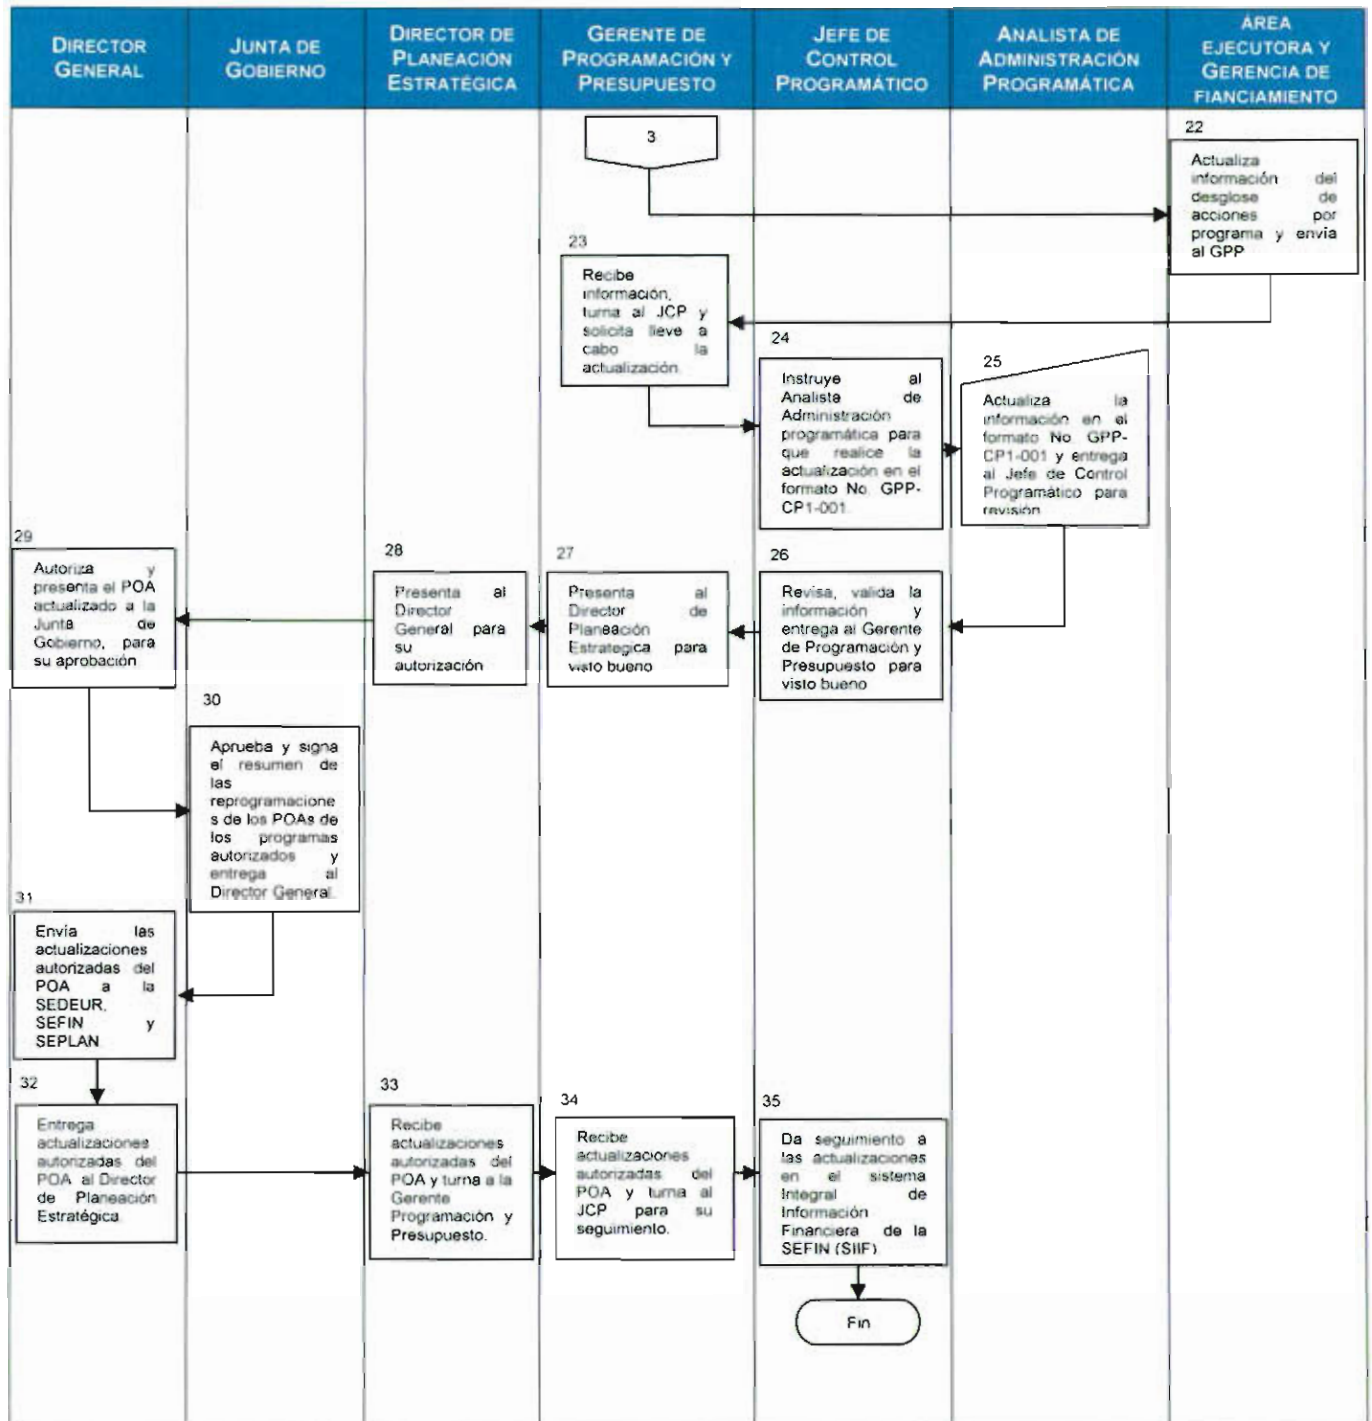 DIRECTOR
GENERAL
JUNTA DE
GOBIERNO
DIRECTOR DE
PLANEACIÓN
ESTRATÉGICA
GERENTE DE
PROGRAMACIÓN Y
PRESUPUESTO
JEFE DE
CONTROL
PROGRAMÁTICO
ANALISTA DE
ADMINISTRACIÓN
PROGRAMÁTICA
ÁREA
EJECUTORA Y
GERENCIA DE
FIANCIAMIENTO
3
22
Actualiza
información del
desglose de
acciones por
programa y envía
al GPP
23
Recibe
información,
turna al JCP y
solicita lleve a
cabo la
actualización
24
Instruye al
Analista de
Administración
programática para
que realice la
actualización en el
formato No. GPP-
CP1-001.
25
Actualiza la
información en el
formato No. GPP-
CP1-001 y entrega
al Jefe de Control
Programático para
revisión
26
Revisa, valida la
información y
entrega al Gerente
de Programación y
Presupuesto para
visto bueno
27
Presenta al
Director de
Planeación
Estrategica para
visto bueno
28
Presenta al
Director
General para
su
autorización
29
Autoriza y
presenta el POA
actualizado a la
Junta de
Gobierno, para
su aprobación
30
Aprueba y signa
el resumen de
las
reprogramacione
s de los POAs de
los programas
autorizados y
entrega al
Director General.
31
Envía las
actualizaciones
autorizadas del
POA a la
SEDEUR,
SEFIN y
SEPLAN
32
Entrega
actualizaciones
autorizadas del
POA al Director
de Planeación
Estratégica.
33
Recibe
actualizaciones
autorizadas del
POA y turna a la
Gerente
Programación y
Presupuesto.
34
Recibe
actualizaciones
autorizadas del
POA y turna al
JCP para su
seguimiento.
35
Da seguimiento a
las actualizaciones
en el sistema
Integral de
Información
Financiera de la
SEFIN (SIIF)
Fin